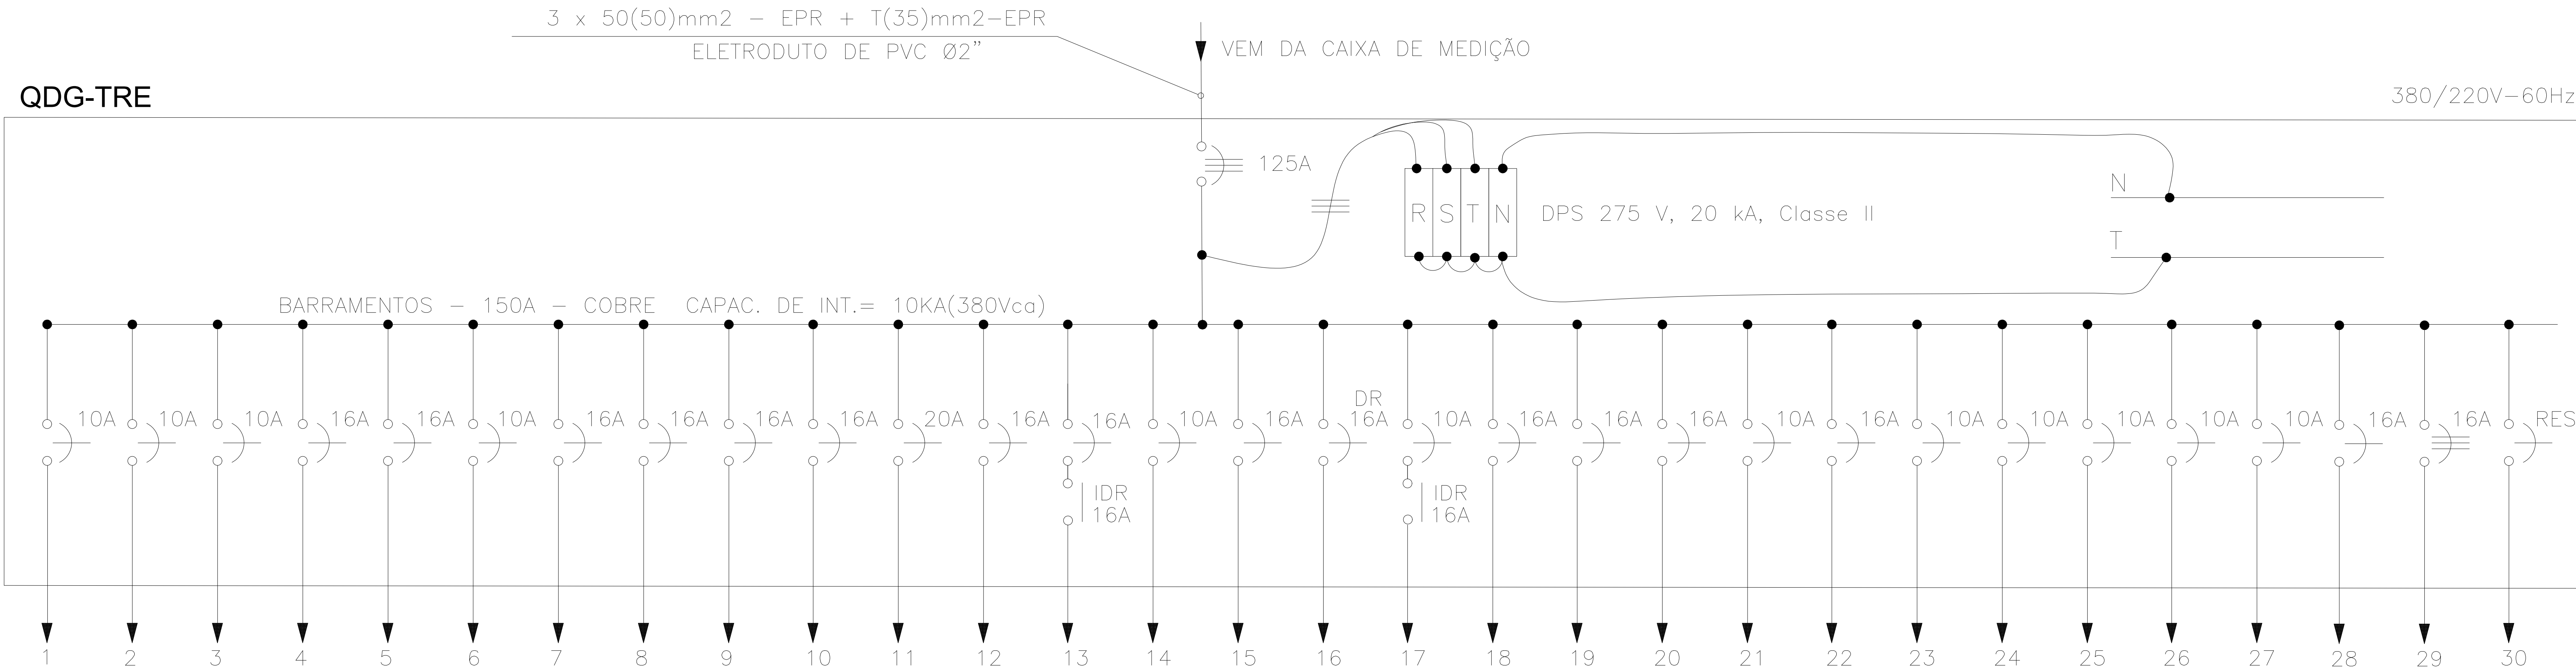 3 x 50(50)mm2 - EPR + T(35)mm2-EPR
ELETRODUTO DE PVC Ø2"
VEM DA CAIXA DE MEDIÇÃO
QDG-TRE
380/220V-60Hz
125A
R S T N
DPS 275 V, 20 kA, Classe II
N
T
BARRAMENTOS - 150A - COBRE CAPAC. DE INT.= 10KA(380Vca)
DR
10A 10A 10A 16A 16A 10A 16A 16A 16A 16A 20A 16A 16A 10A 16A 16A 10A 16A 16A 16A 10A 16A 10A 10A 10A 10A 10A 16A 16A RES
IDR IDR
16A 16A
1 2 3 4 5 6 7 8 9 10 11 12 13 14 15 16 17 18 19 20 21 22 23 24 25 26 27 28 29 30